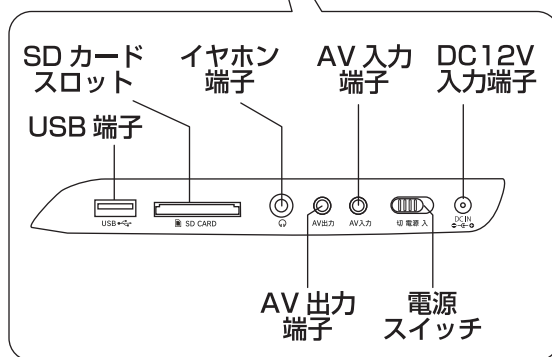 SD カード
スロット
イヤホン
端子
AV 入力
端子
DC12V
入力端子
USB 端子
USB
SD CARD
AV出力
AV入力
切 電源 入
DC IN
AV 出力
端子
電源
スイッチ